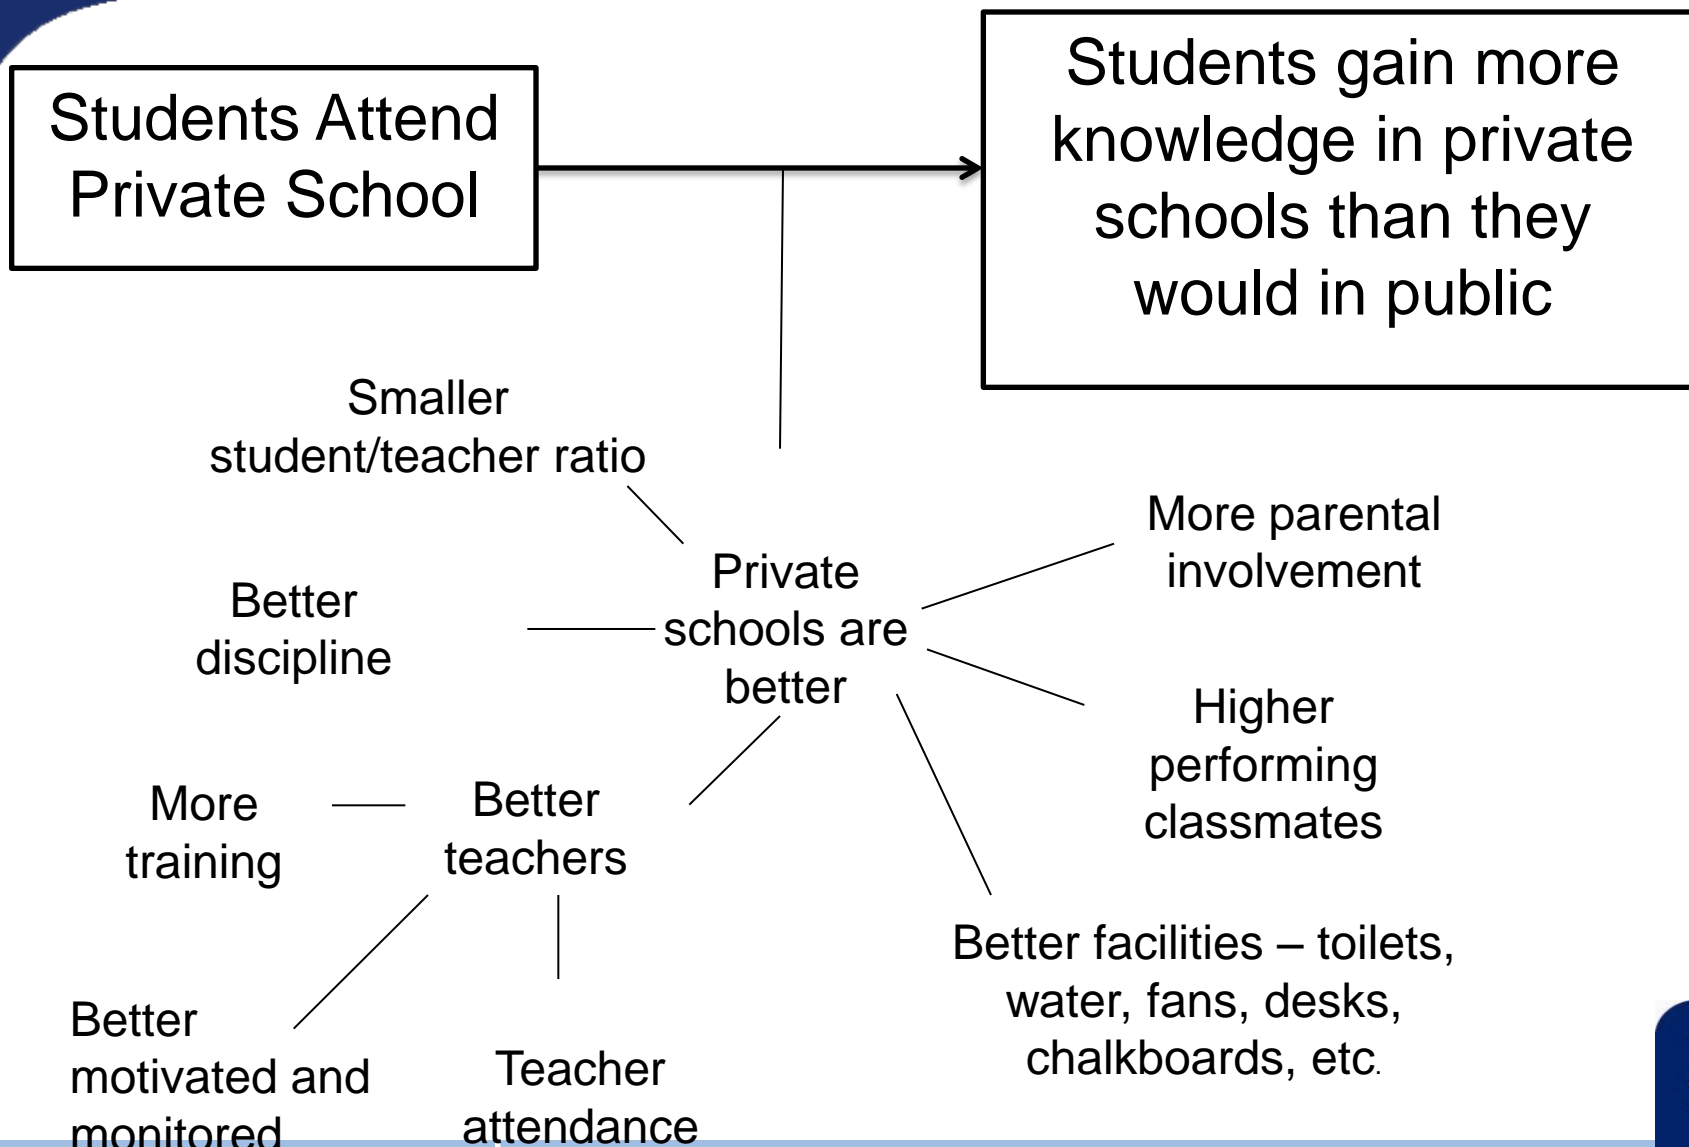 Students Attend
Private School
Students gain more
knowledge in private
schools than they
would in public
Smaller
student/teacher ratio
More parental
involvement
Private
schools are
better
Better
discipline
Higher
performing
classmates
More
training
Better
teachers
Better facilities – toilets,
water, fans, desks,
chalkboards, etc.
Better
motivated and
monitored
Teacher
attendance